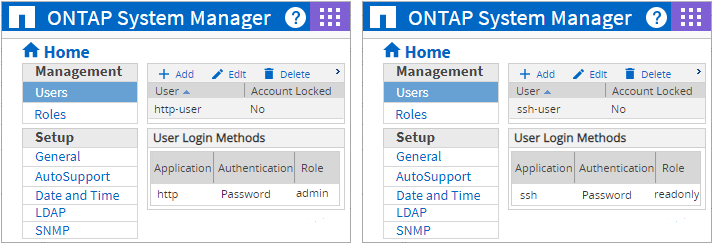 ONTAP System Manager ?
Home
Management
Users
Roles
Setup
General
AutoSupport
Date and Time
LDAP
SNMP
+ Add Edit Delete >
User Account Locked
http-user No
User Login Methods
Application Authentication Role
http Password admin
ONTAP System Manager ?
Home
Management
Users
Roles
Setup
General
AutoSupport
Date and Time
LDAP
SNMP
+ Add Edit Delete >
User Account Locked
ssh-user No
User Login Methods
Application Authentication Role
ssh Password readonly